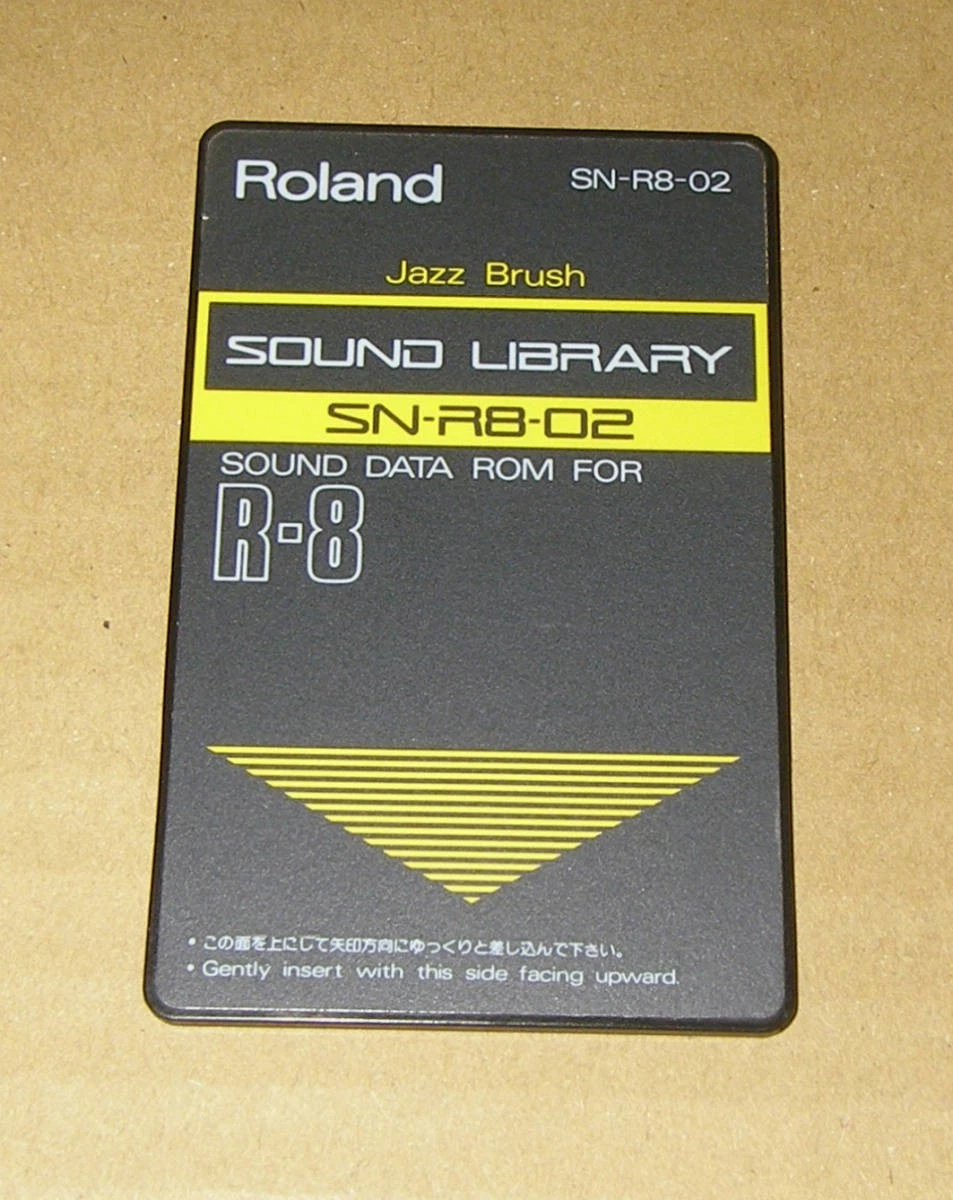 Roland SN-R8-02
Jazz Brush
SOUND LIBRARY
SN-R8-02
SOUND DATA ROM FOR
R-8
• この面を上にして矢印方向にゆっくりと差し込んで下さい。
• Gently insert with this side facing upward.